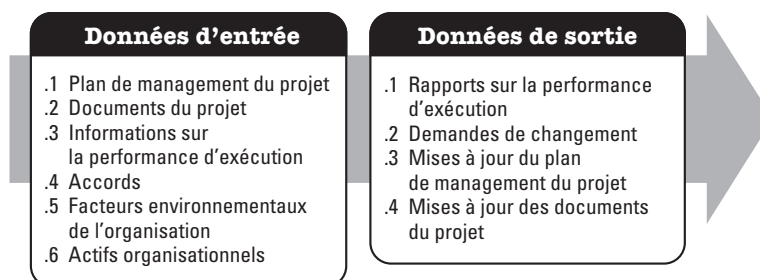 Données d’entrée
.1 Plan de management du projet
.2 Documents du projet
.3 Informations sur
la performance d’exécution
.4 Accords
.5 Facteurs environnementaux
de l’organisation
.6 Actifs organisationnels
Données de sortie
.1 Rapports sur la performance
d’exécution
.2 Demandes de changement
.3 Mises à jour du plan
de management du projet
.4 Mises à jour des documents
du projet